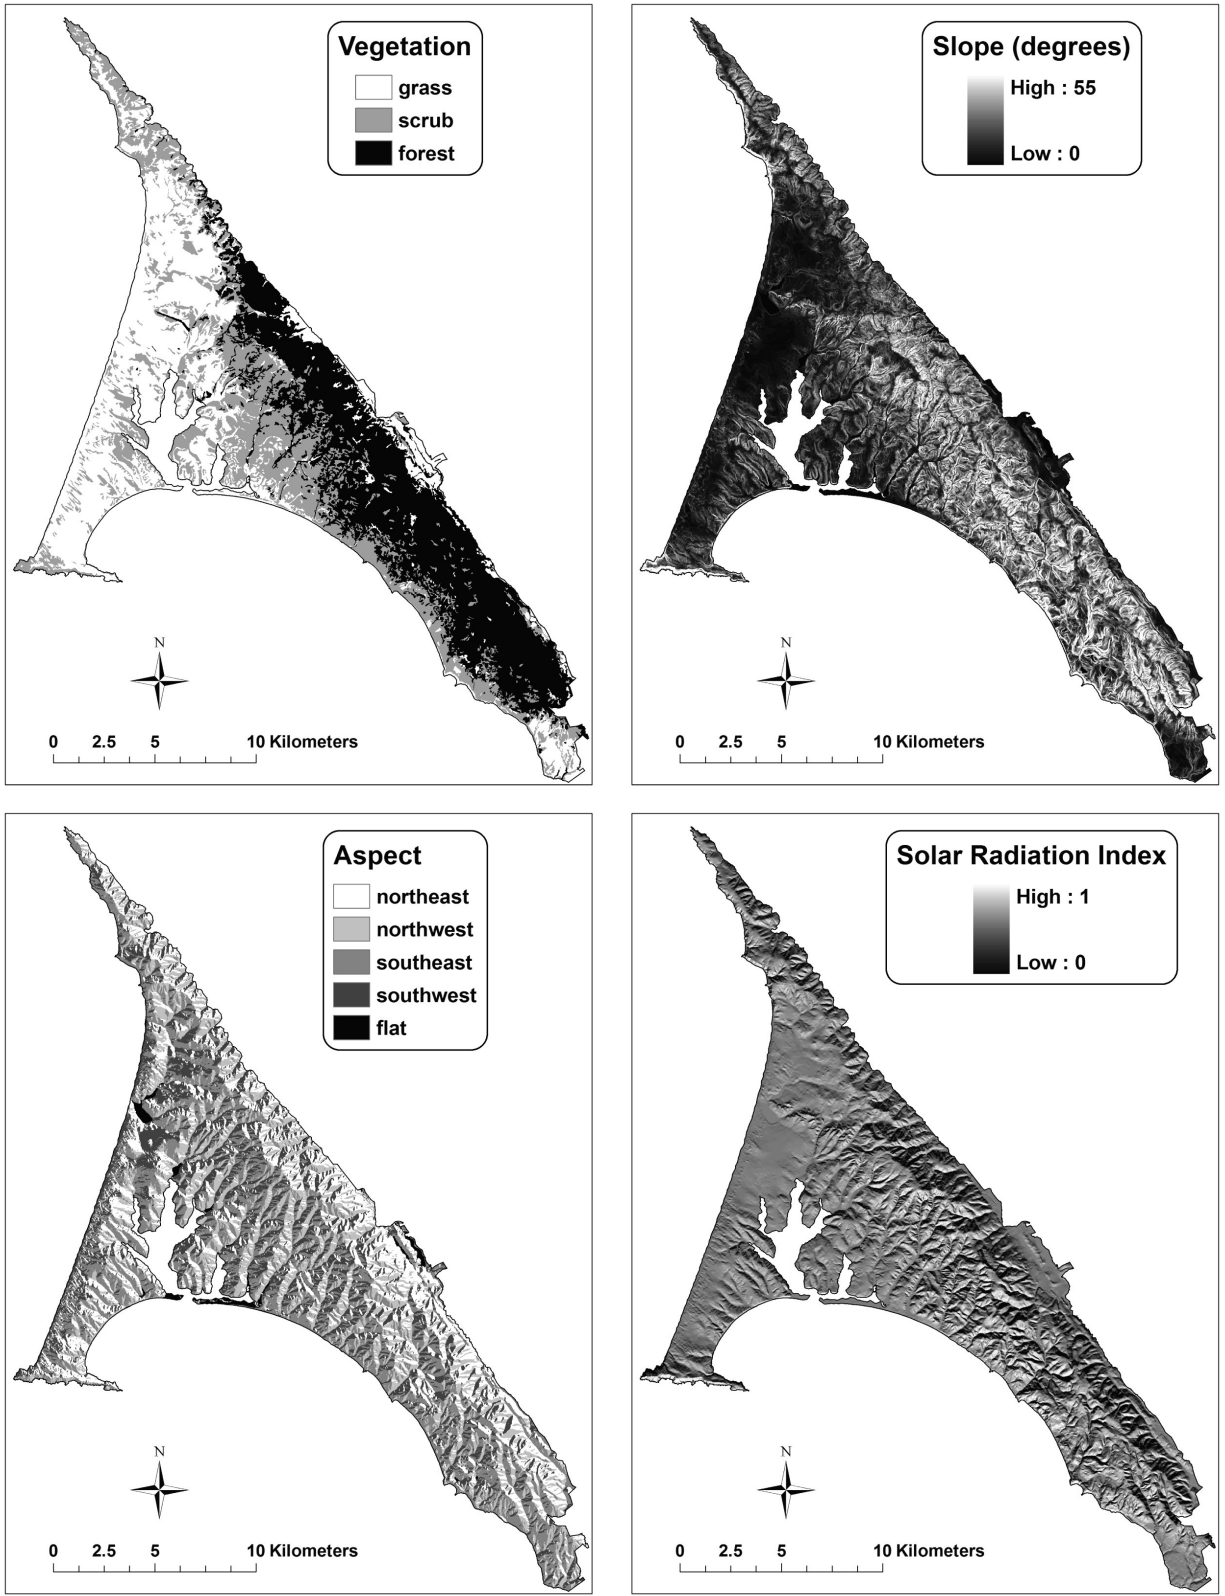 Vegetation
grass
scrub
forest
N
0 2.5 5 10 Kilometers
Slope (degrees)
High : 55
Low : 0
N
0 2.5 5 10 Kilometers
Aspect
northeast
northwest
southeast
southwest
flat
N
0 2.5 5 10 Kilometers
Solar Radiation Index
High : 1
Low : 0
N
0 2.5 5 10 Kilometers